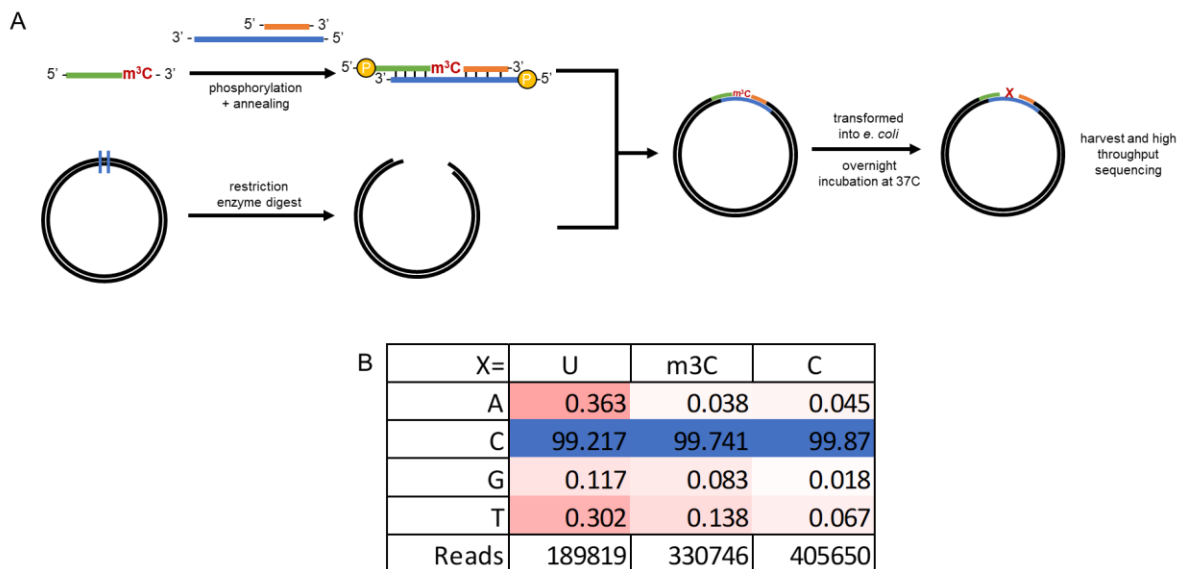 A
5’ - 3’
3’ - 5’
5’ - m³C - 3’
phosphorylation
+ annealing
5’ P m³C -3’
3’- P -5’
restriction
enzyme digest
m³C
transformed
into e. coli
overnight
incubation at 37C
X
harvest and high
throughput
sequencing
B
X= U m3C C
A 0.363 0.038 0.045
C 99.217 99.741 99.87
G 0.117 0.083 0.018
T 0.302 0.138 0.067
Reads 189819 330746 405650